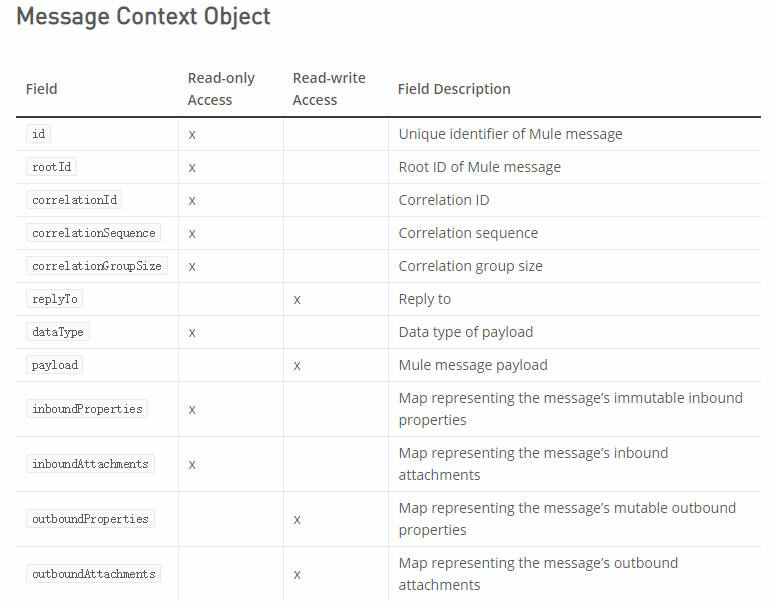 Message Context Object
Field Read-only Access Read-write Access Field Description
id x Unique identifier of Mule message
rootId x Root ID of Mule message
correlationId x Correlation ID
correlationSequence x Correlation sequence
correlationGroupSize x Correlation group size
replyTo x Reply to
dataType x Data type of payload
payload x Mule message payload
inboundProperties x Map representing the message’s immutable inbound
properties
inboundAttachments x Map representing the message’s inbound
attachments
outboundProperties x Map representing the message’s mutable outbound
properties
outboundAttachments x Map representing the message’s outbound
attachments